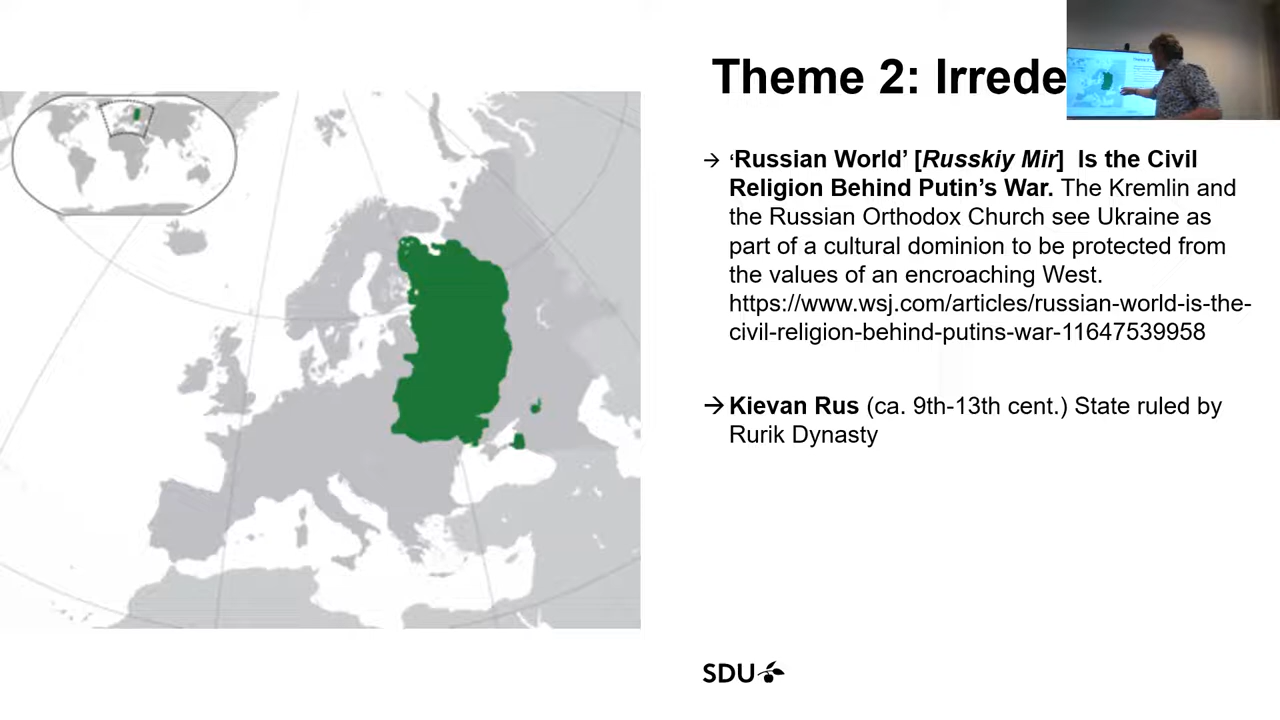 Theme 2: Irrede
→ ‘Russian World’ [Russkiy Mir]  Is the Civil
Religion Behind Putin’s War. The Kremlin and
the Russian Orthodox Church see Ukraine as
part of a cultural dominion to be protected from
the values of an encroaching West.
https://www.wsj.com/articles/russian-world-is-the-
civil-religion-behind-putins-war-11647539958
→ Kievan Rus (ca. 9th-13th cent.) State ruled by
Rurik Dynasty
SDU